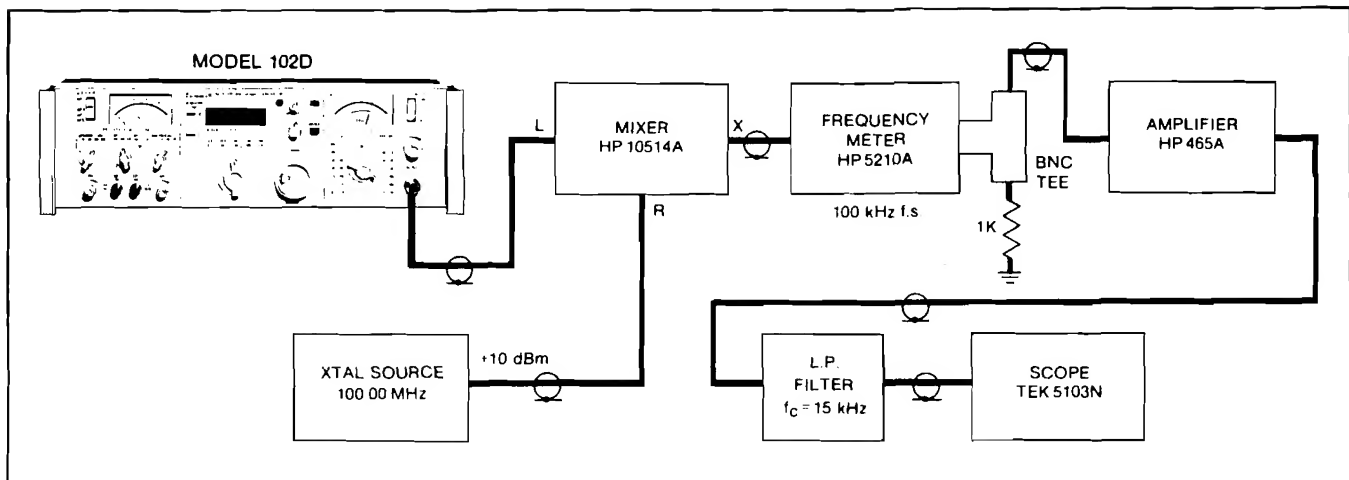 MODEL 102D
L
MIXER
HP 10514A
X
R
FREQUENCY
METER
HP 5210A
100 kHz f.s
BNC
TEE
1K
AMPLIFIER
HP 465A
XTAL SOURCE
100 00 MHz
+10 dBm
L.P.
FILTER
fc = 15 kHz
SCOPE
TEK 5103N